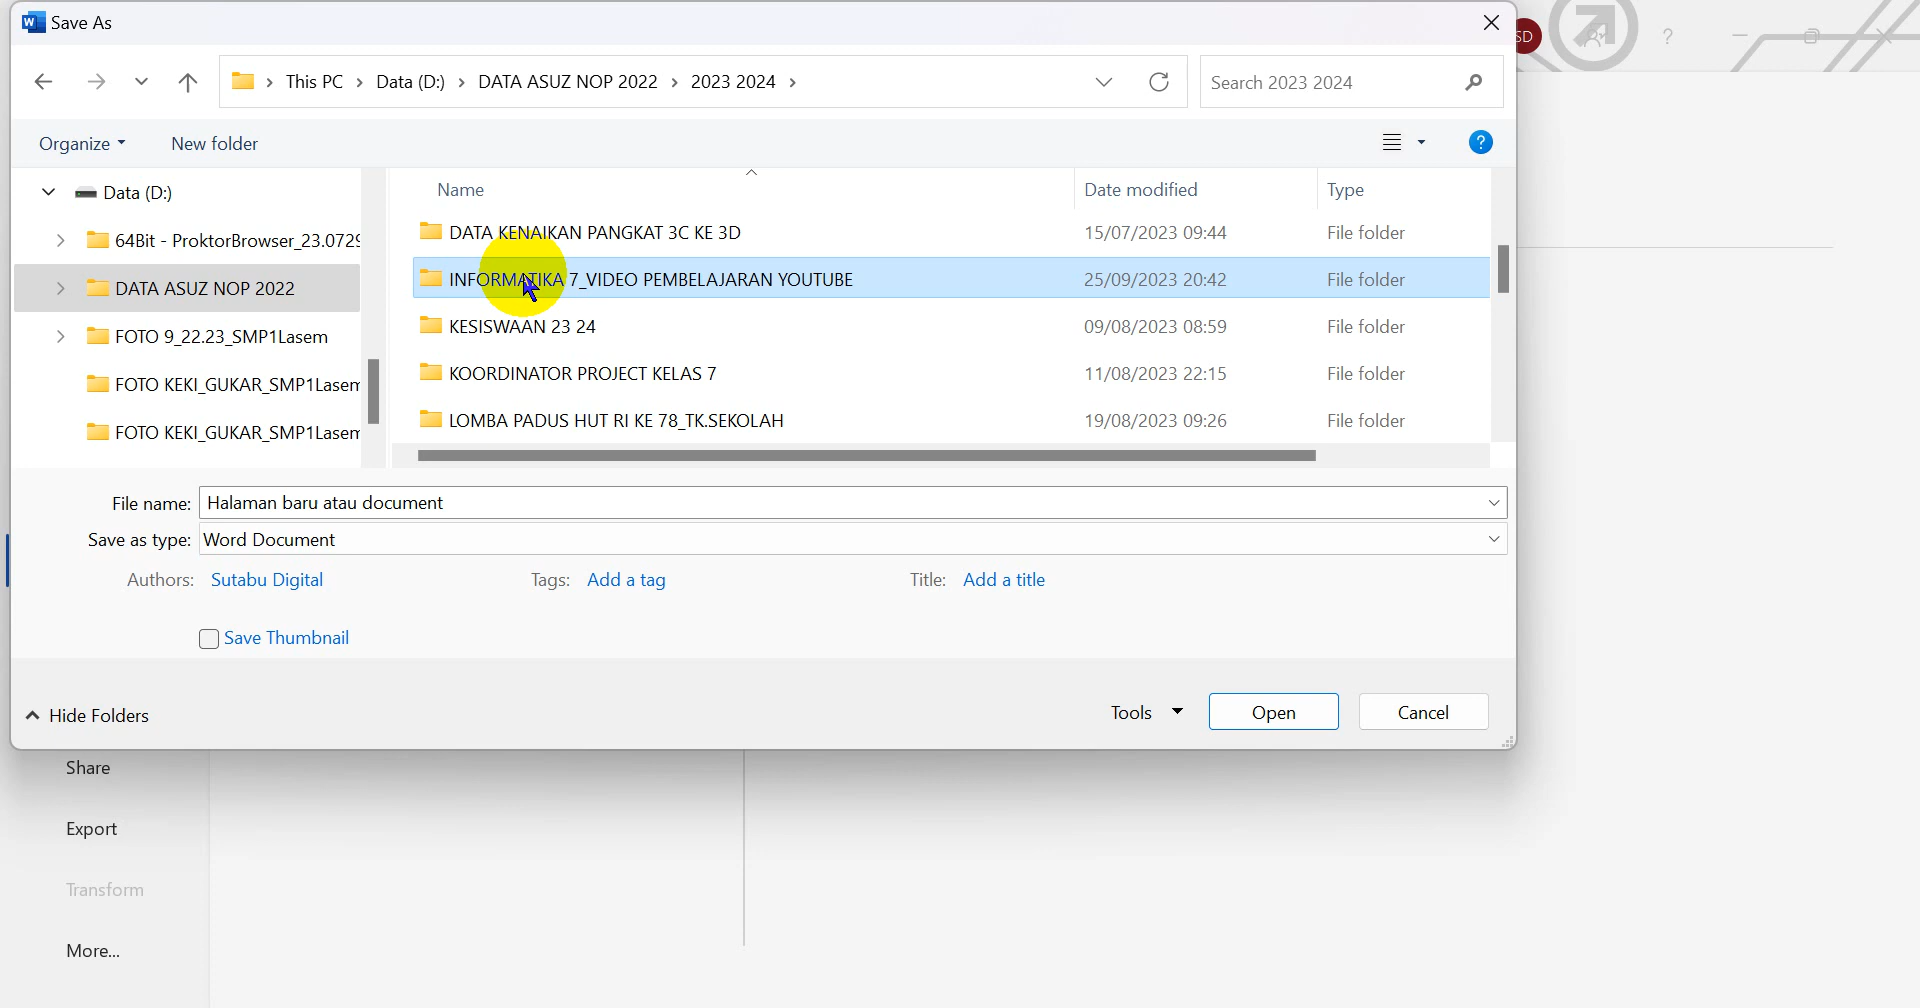 Save As
SD
?
This PC > Data (D:) > DATA ASUZ NOP 2022 > 2023 2024 >
Search 2023 2024
Organize
New folder
?
Data (D:)
64Bit - ProktorBrowser_23.0729
DATA ASUZ NOP 2022
FOTO 9_22.23_SMP1Lasem
FOTO KEKI_GUKAR_SMP1Lasem
FOTO KEKI_GUKAR_SMP1Lasem
Name Date modified Type
DATA KENAIKAN PANGKAT 3C KE 3D 15/07/2023 09:44 File folder
INFORMATIKA 7_VIDEO PEMBELAJARAN YOUTUBE 25/09/2023 20:42 File folder
KESISWAAN 23 24 09/08/2023 08:59 File folder
KOORDINATOR PROJECT KELAS 7 11/08/2023 22:15 File folder
LOMBA PADUS HUT RI KE 78_TK.SEKOLAH 19/08/2023 09:26 File folder
File name: Halaman baru atau document
Save as type: Word Document
Authors: Sutabu Digital Tags: Add a tag Title: Add a title
Save Thumbnail
Hide Folders
Tools
Open
Cancel
Share
Export
Transform
More...